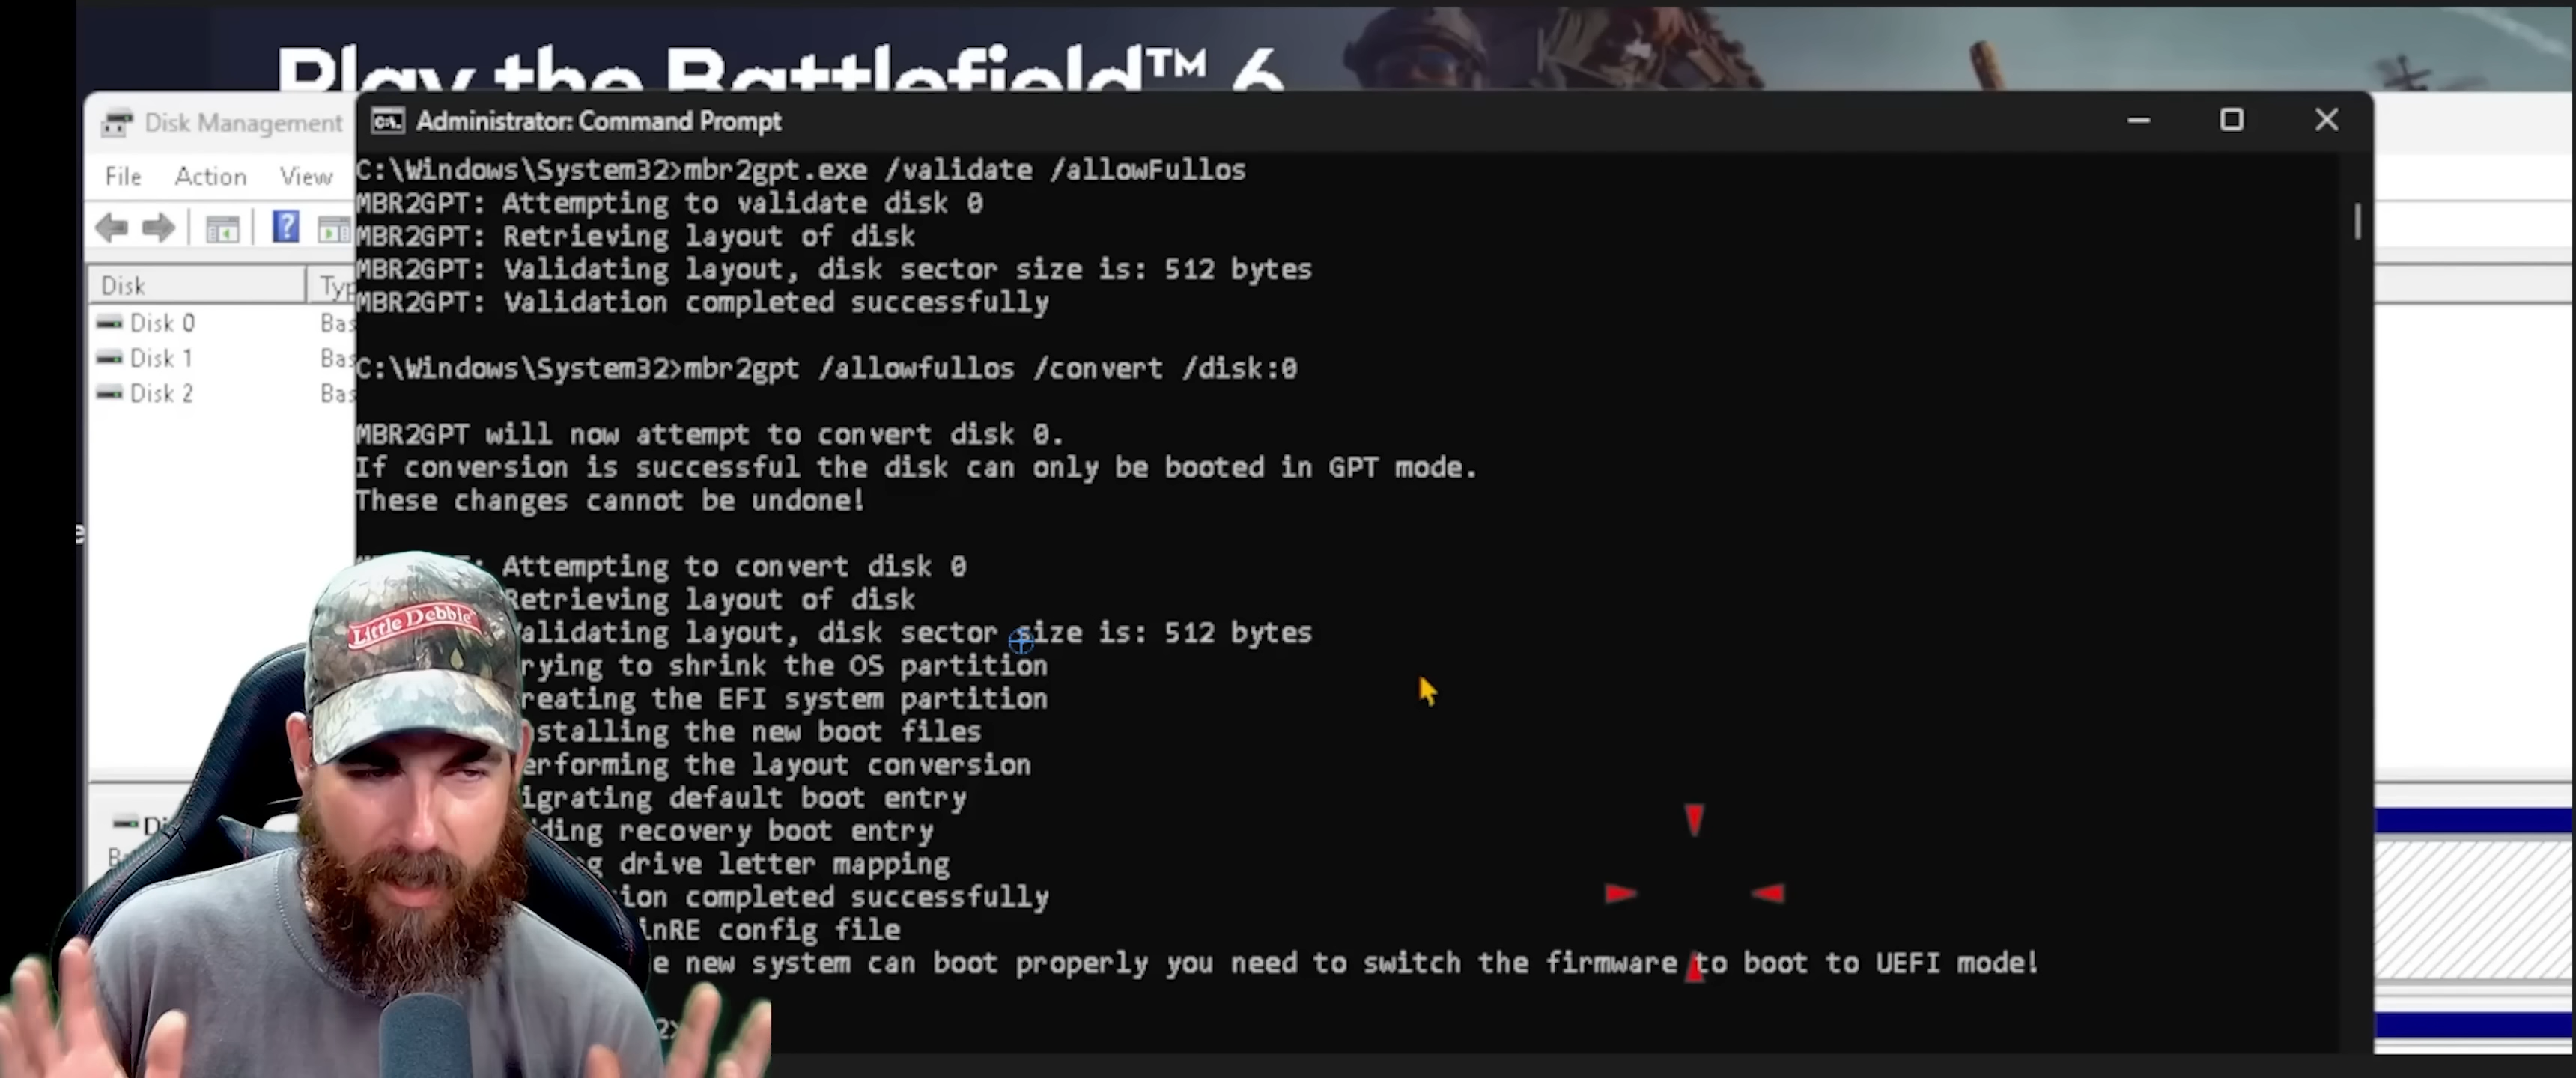 Play the Battlefield™ 6
Disk Management
Administrator: Command Prompt
File Action View
Disk
Disk 0
Disk 1
Disk 2
Bas
Bas
Bas
C:\Windows\System32>mbr2gpt.exe /validate /allowFullos
MBR2GPT: Attempting to validate disk 0
MBR2GPT: Retrieving layout of disk
MBR2GPT: Validating layout, disk sector size is: 512 bytes
MBR2GPT: Validation completed successfully
C:\Windows\System32>mbr2gpt /allowfullos /convert /disk:0
MBR2GPT will now attempt to convert disk 0.
If conversion is successful the disk can only be booted in GPT mode.
These changes cannot be undone!
Attempting to convert disk 0
Retrieving layout of disk
alidating layout, disk sector size is: 512 bytes
rying to shrink the OS partition
reating the EFI system partition
stalling the new boot files
erforming the layout conversion
igrating default boot entry
ding recovery boot entry
g drive letter mapping
ion completed successfully
inRE config file
e new system can boot properly you need to switch the firmware to boot to UEFI mode!
Little Debbie